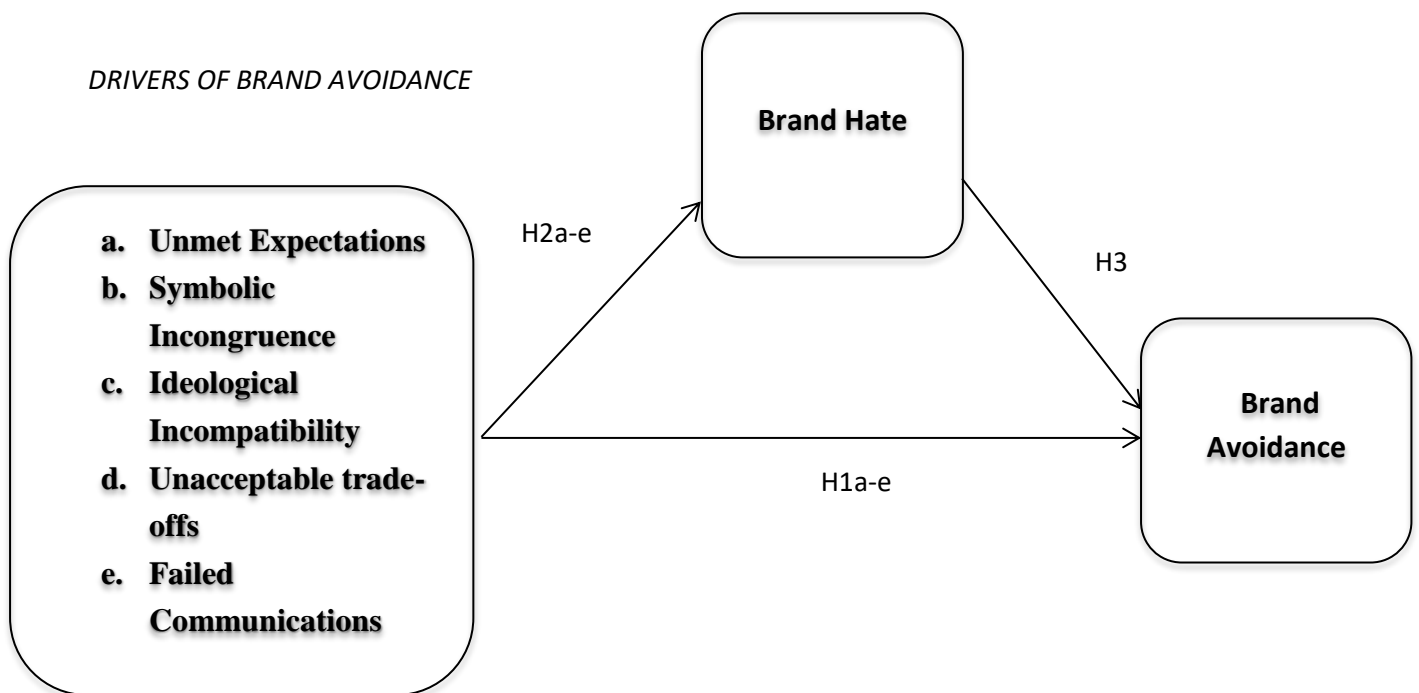 DRIVERS OF BRAND AVOIDANCE
Brand Hate
a. Unmet Expectations
b. Symbolic
Incongruence
c. Ideological
Incompatibility
d. Unacceptable trade-
offs
e. Failed
Communications
H2a-e
H3
Brand
Avoidance
H1a-e